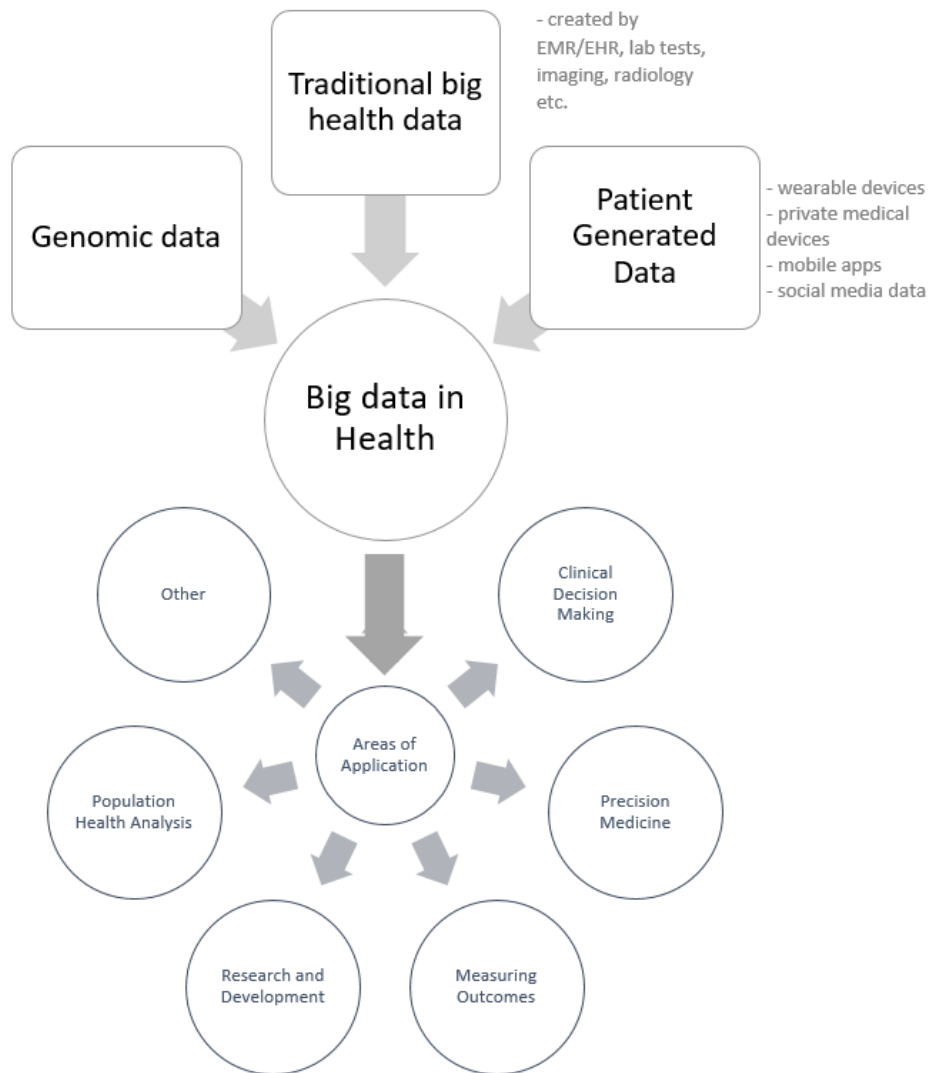 Traditional big
health data
- created by
EMR/EHR, lab tests,
imaging, radiology
etc.
Genomic data
Patient
Generated
Data
- wearable devices
- private medical
devices
- mobile apps
- social media data
Big data in
Health
Other
Clinical
Decision
Making
Areas of
Application
Population
Health Analysis
Precision
Medicine
Research and
Development
Measuring
Outcomes